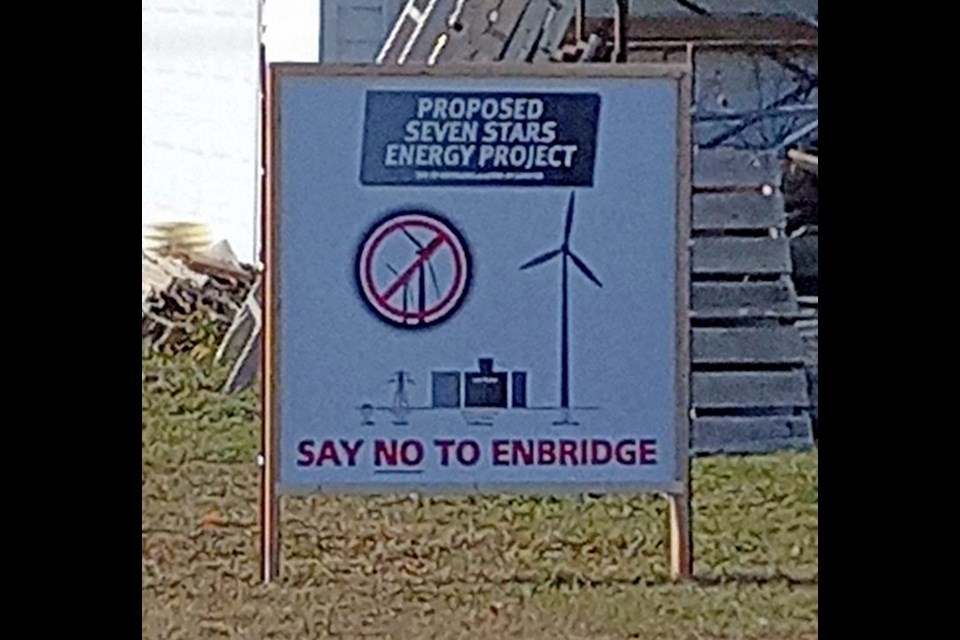 PROPOSED
SEVEN STARS
ENERGY PROJECT
SAY NO TO ENBRIDGE